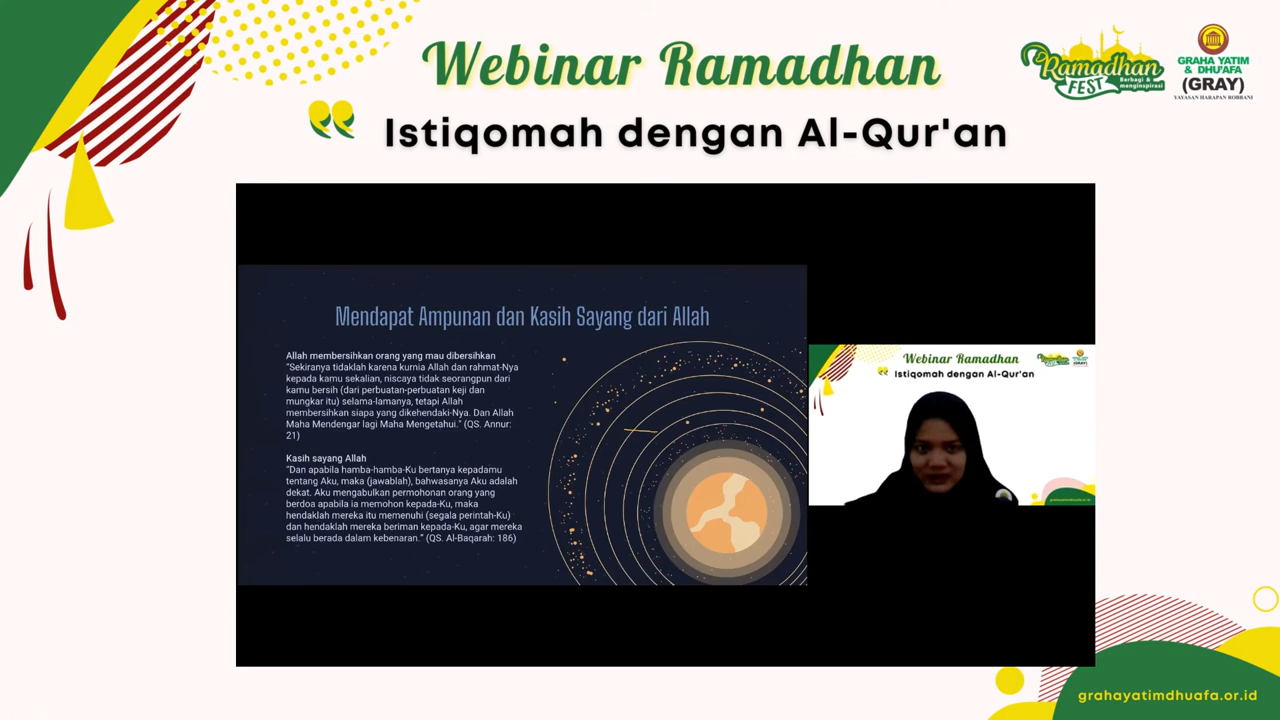 Webinar Ramadhan
Istiqomah dengan Al-Qur'an
Ramadhan
FEST
Berbagi &
menginspirasi
GRAHA YATIM
& DHU'AFA
(GRAY)
YAYASAN HARAPAN ROBBANI
Mendapat Ampunan dan Kasih Sayang dari Allah
Allah membersihkan orang yang mau dibersihkan
"Sekiranya tidaklah karena kurnia Allah dan rahmat-Nya
kepada kamu sekalian, niscaya tidak seorangpun dari
kamu bersih (dari perbuatan-perbuatan keji dan
mungkar itu) selama-lamanya, tetapi Allah
membersihkan siapa yang dikehendaki-Nya. Dan Allah
Maha Mendengar lagi Maha Mengetahui." (QS. Annur:
21)
Kasih sayang Allah
"Dan apabila hamba-hamba-Ku bertanya kepadamu
tentang Aku, maka (jawablah), bahwasanya Aku adalah
dekat. Aku mengabulkan permohonan orang yang
berdoa apabila ia memohon kepada-Ku, maka
hendaklah mereka itu memenuhi (segala perintah-Ku)
dan hendaklah mereka beriman kepada-Ku, agar mereka
selalu berada dalam kebenaran." (QS. Al-Baqarah: 186)
Webinar Ramadhan
Istiqomah dengan Al-Qur'an
grahayatimdhuafa.or.id
grahayatimdhuafa.or.id